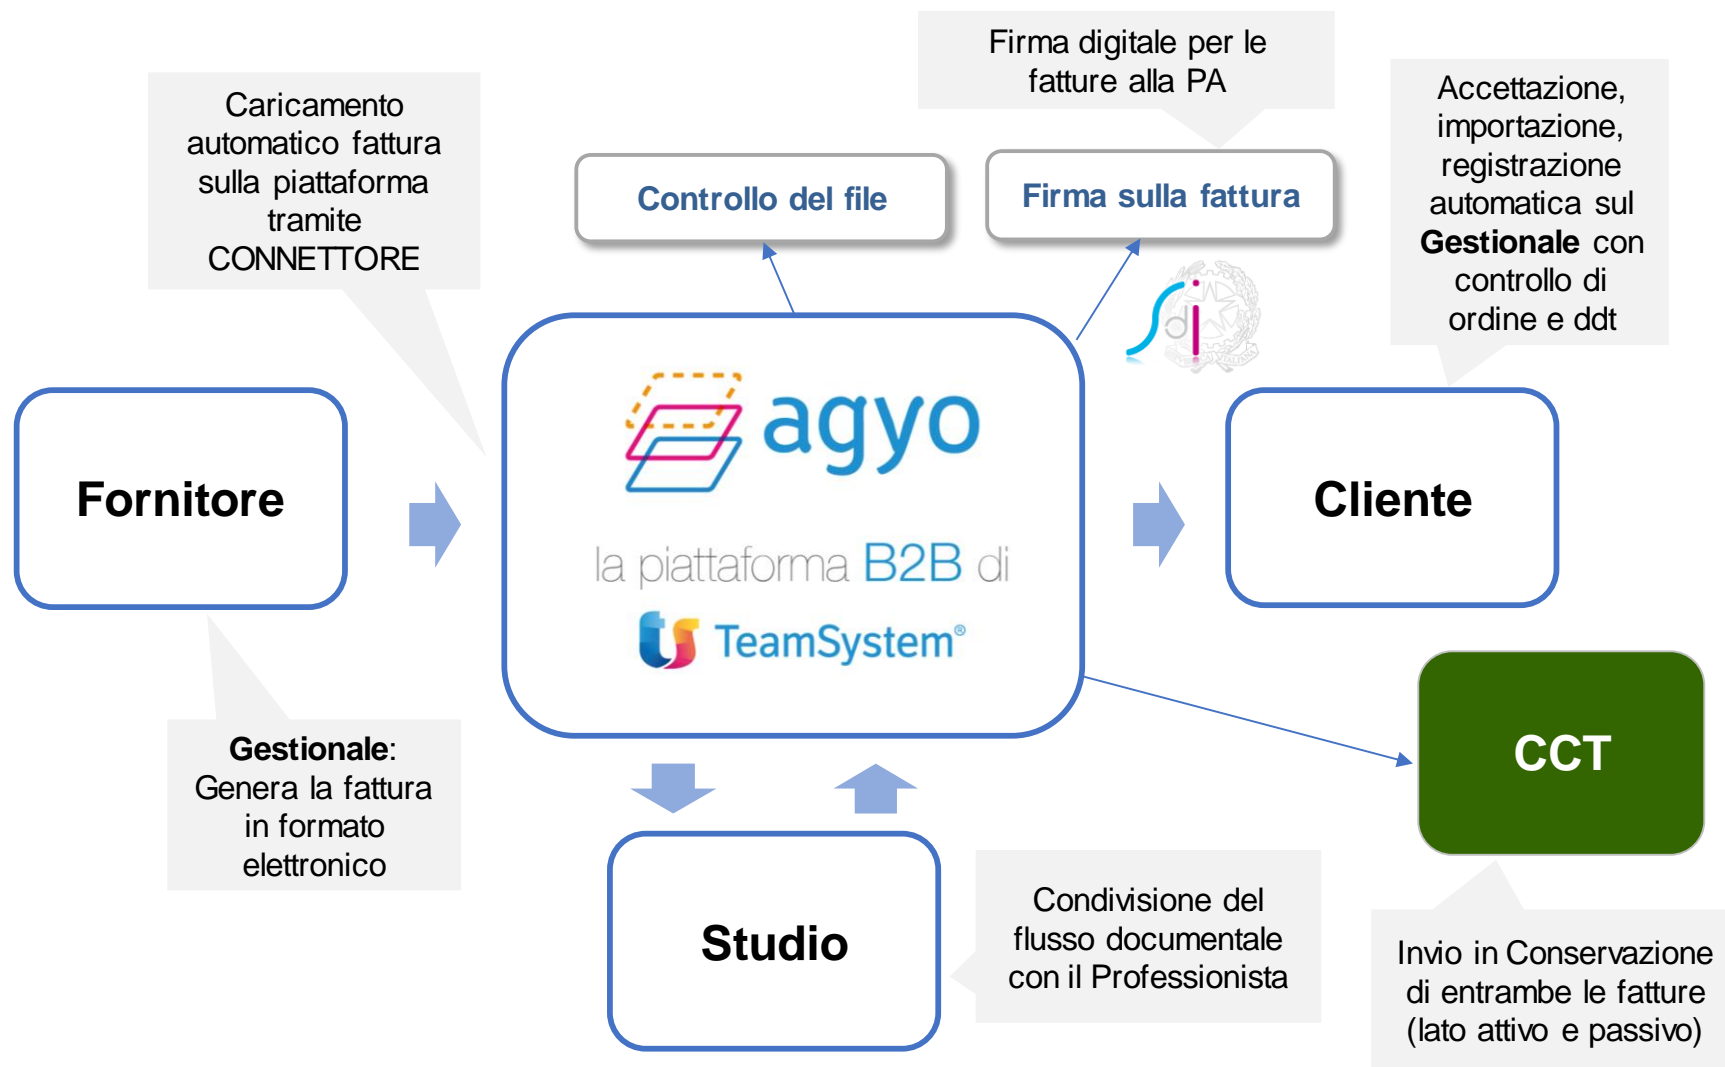 Firma digitale per le
fatture alla PA
Caricamento
automatico fattura
sulla piattaforma
tramite
CONNETTORE
Accettazione,
importazione,
registrazione
automatica sul
Gestionale con
controllo di
ordine e ddt
Controllo del file
Firma sulla fattura
Sdi
agyo
la piattaforma B2B di
TeamSystem®
Fornitore
Cliente
Gestionale:
Genera la fattura
in formato
elettronico
CCT
Studio
Condivisione del
flusso documentale
con il Professionista
Invio in Conservazione
di entrambe le fatture
(lato attivo e passivo)